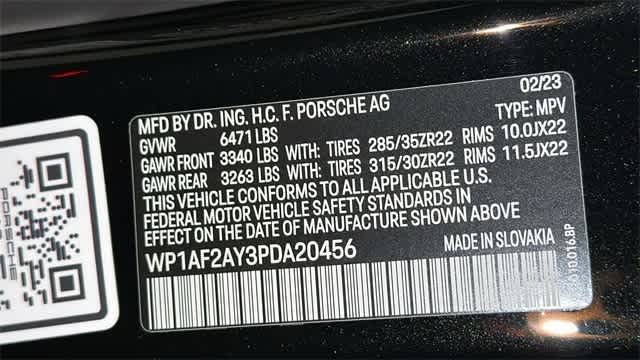 02/23
MFD BY DR. ING. H.C. F. PORSCHE AG
GVWR 6471 LBS TYPE: MPV
GAWR FRONT 3340 LBS WITH: TIRES 285/35ZR22 RIMS 10.0JX22
GAWR REAR 3263 LBS WITH: TIRES 315/30ZR22 RIMS 11.5JX22
THIS VEHICLE CONFORMS TO ALL APPLICABLE U.S.
FEDERAL MOTOR VEHICLE SAFETY STANDARDS IN
EFFECT ON THE DATE OF MANUFACTURE SHOWN ABOVE
WP1AF2AY3PDA20456 MADE IN SLOVAKIA
PORSCHE